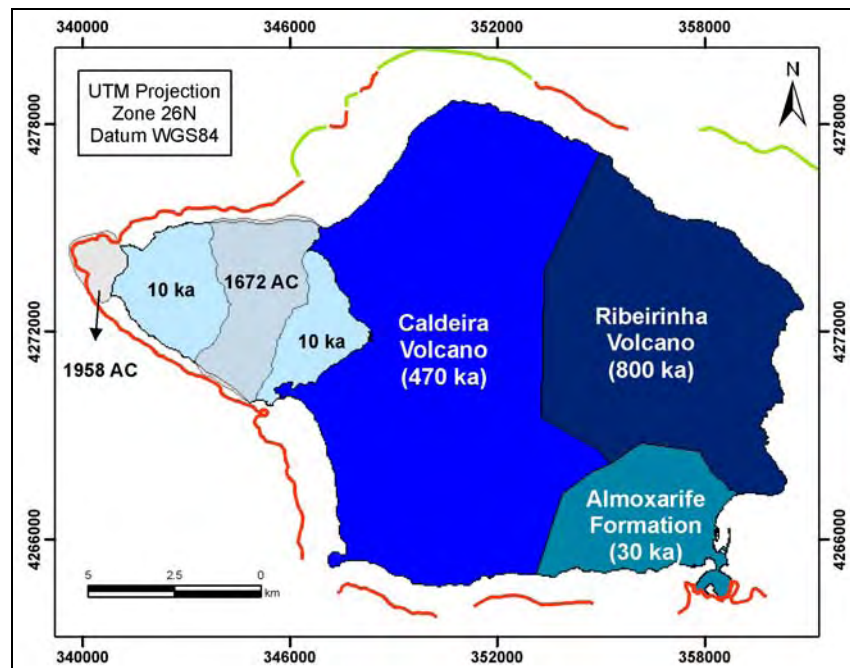 340000
346000
352000
358000
UTM Projection
Zone 26N
Datum WGS84
N
4278000
4278000
10 ka
1672 AC
10 ka
1958 AC
Caldeira
Volcano
(470 ka)
Ribeirinha
Volcano
(800 ka)
4272000
4272000
Almoxarife
Formation
(30 ka)
4266000
4266000
5
2.5
0
km
340000
346000
352000
358000